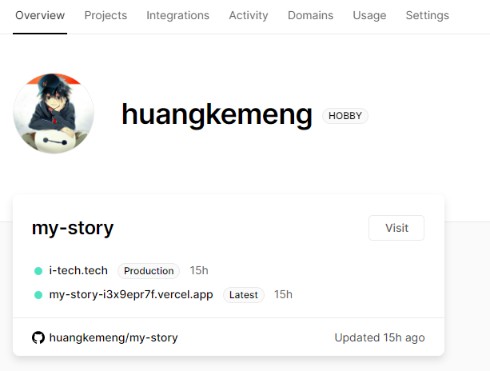 Overview Projects Integrations Activity Domains Usage Settings
huangkemeng HOBBY
my-story Visit
i-tech.tech Production 15h
my-story-i3x9epr7f.vercel.app Latest 15h
huangkemeng/my-story Updated 15h ago